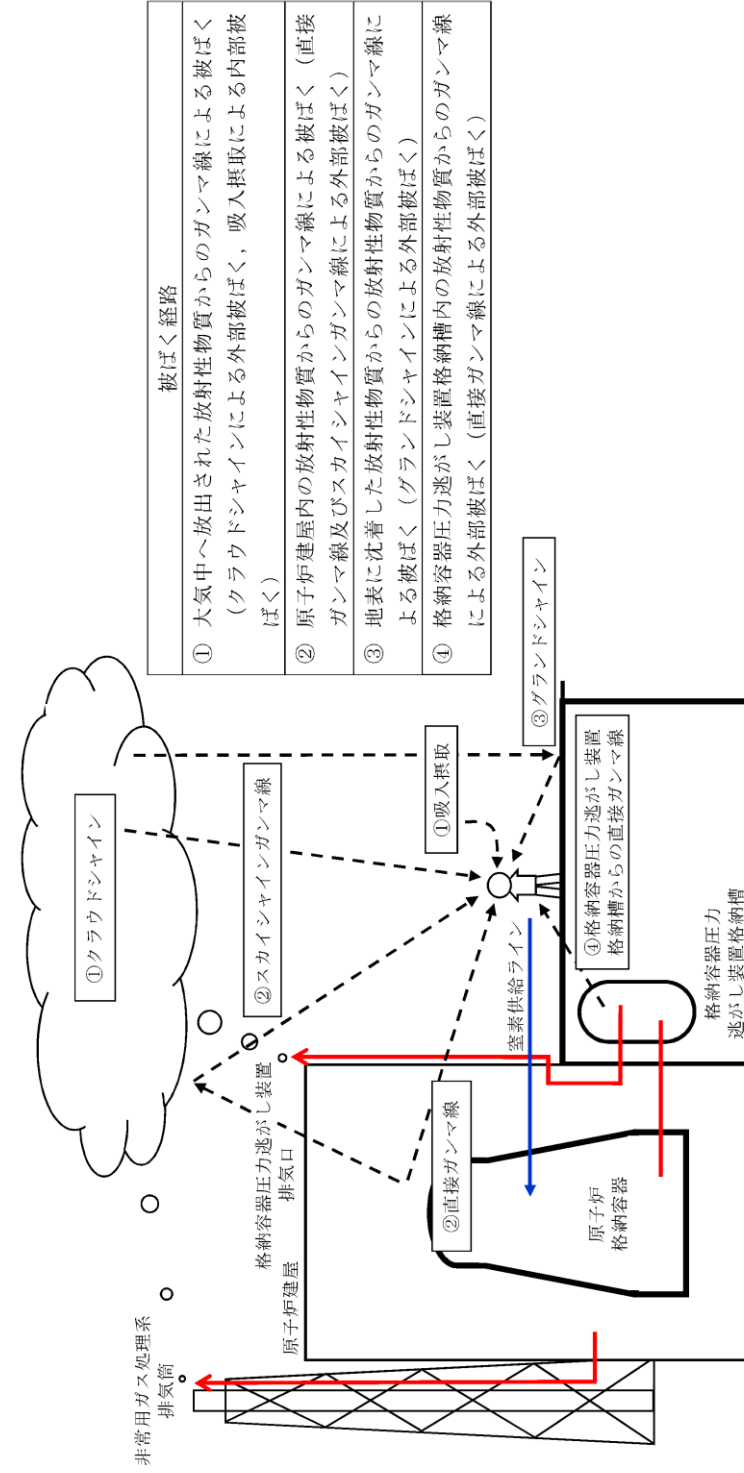 被ばく経路
① 大気中へ放出された放射性物質からのガンマ線による被ばく
（クラウドシャインによる外部被ばく，吸入摂取による内部被
ばく）
② 原子炉建屋内の放射性物質からのガンマ線による被ばく（直接
ガンマ線及びスカイシャインガンマ線による外部被ばく）
③ 地表に沈着した放射性物質からの放射性物質からのガンマ線に
よる被ばく（グランドシャインによる外部被ばく）
④ 格納容器圧力逃がし装置格納槽内の放射性物質からのガンマ線
による外部被ばく（直接ガンマ線による外部被ばく）
①クラウドシャイン
②スカイシャインガンマ線
①吸入摂取
③グランドシャイン
非常用ガス処理系
排気筒
原子炉建屋
格納容器圧力逃がし装置
排気口
②直接ガンマ線
窒素供給ライン
④格納容器圧力逃がし装置
格納槽からの直接ガンマ線
原子炉
格納容器
格納容器圧力
逃がし装置格納槽